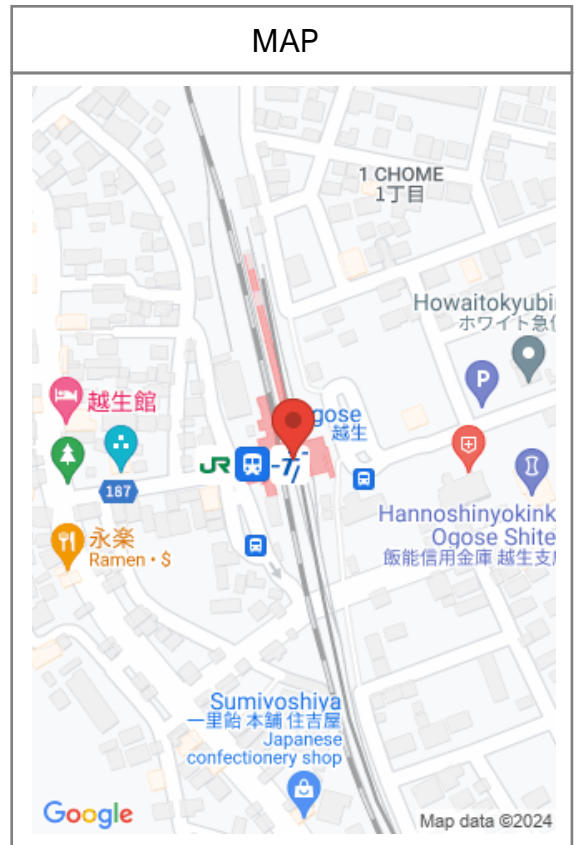 MAP
1 CHOME
1丁目
Howaitokyubi
ホワイト急
P
越生館
gose
越生
JR
187
永楽
Ramen • $
Hannoshinyokink
Ogose Shite
飯能信用金庫 越生支
Sumiyoshiya
一里飴 本舗 住吉屋
Japanese
confectionery shop
Google
Map data ©2024